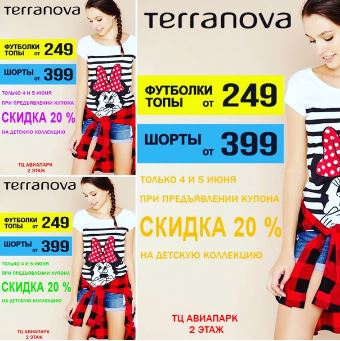 terranova
ФУТБОЛКИ
ТОПЫ от 249
ШОРТЫ от 399
ТОЛЬКО 4 И 5 ИЮНЯ
ПРИ ПРЕДЪЯВЛЕНИИ КУПОНА
СКИДКА 20 %
НА ДЕТСКУЮ КОЛЛЕКЦИЮ
ТЦ АВИАПАРК
2 ЭТАЖ
terranova
ФУТБОЛКИ
ТОПЫ от 249
ШОРТЫ от 399
ТОЛЬКО 4 И 5 ИЮНЯ
ПРИ ПРЕДЪЯВЛЕНИИ КУПОНА
СКИДКА 20 %
НА ДЕТСКУЮ КОЛЛЕКЦИЮ
ТЦ АВИАПАРК
2 ЭТАЖ
terranova
ФУТБОЛКИ
ТОПЫ от 249
ШОРТЫ от 399
ТОЛЬКО 4 И 5 ИЮНЯ
ПРИ ПРЕДЪЯВЛЕНИИ КУПОНА
СКИДКА 20 %
НА ДЕТСКУЮ КОЛЛЕКЦИЮ
ТЦ АВИАПАРК
2 ЭТАЖ